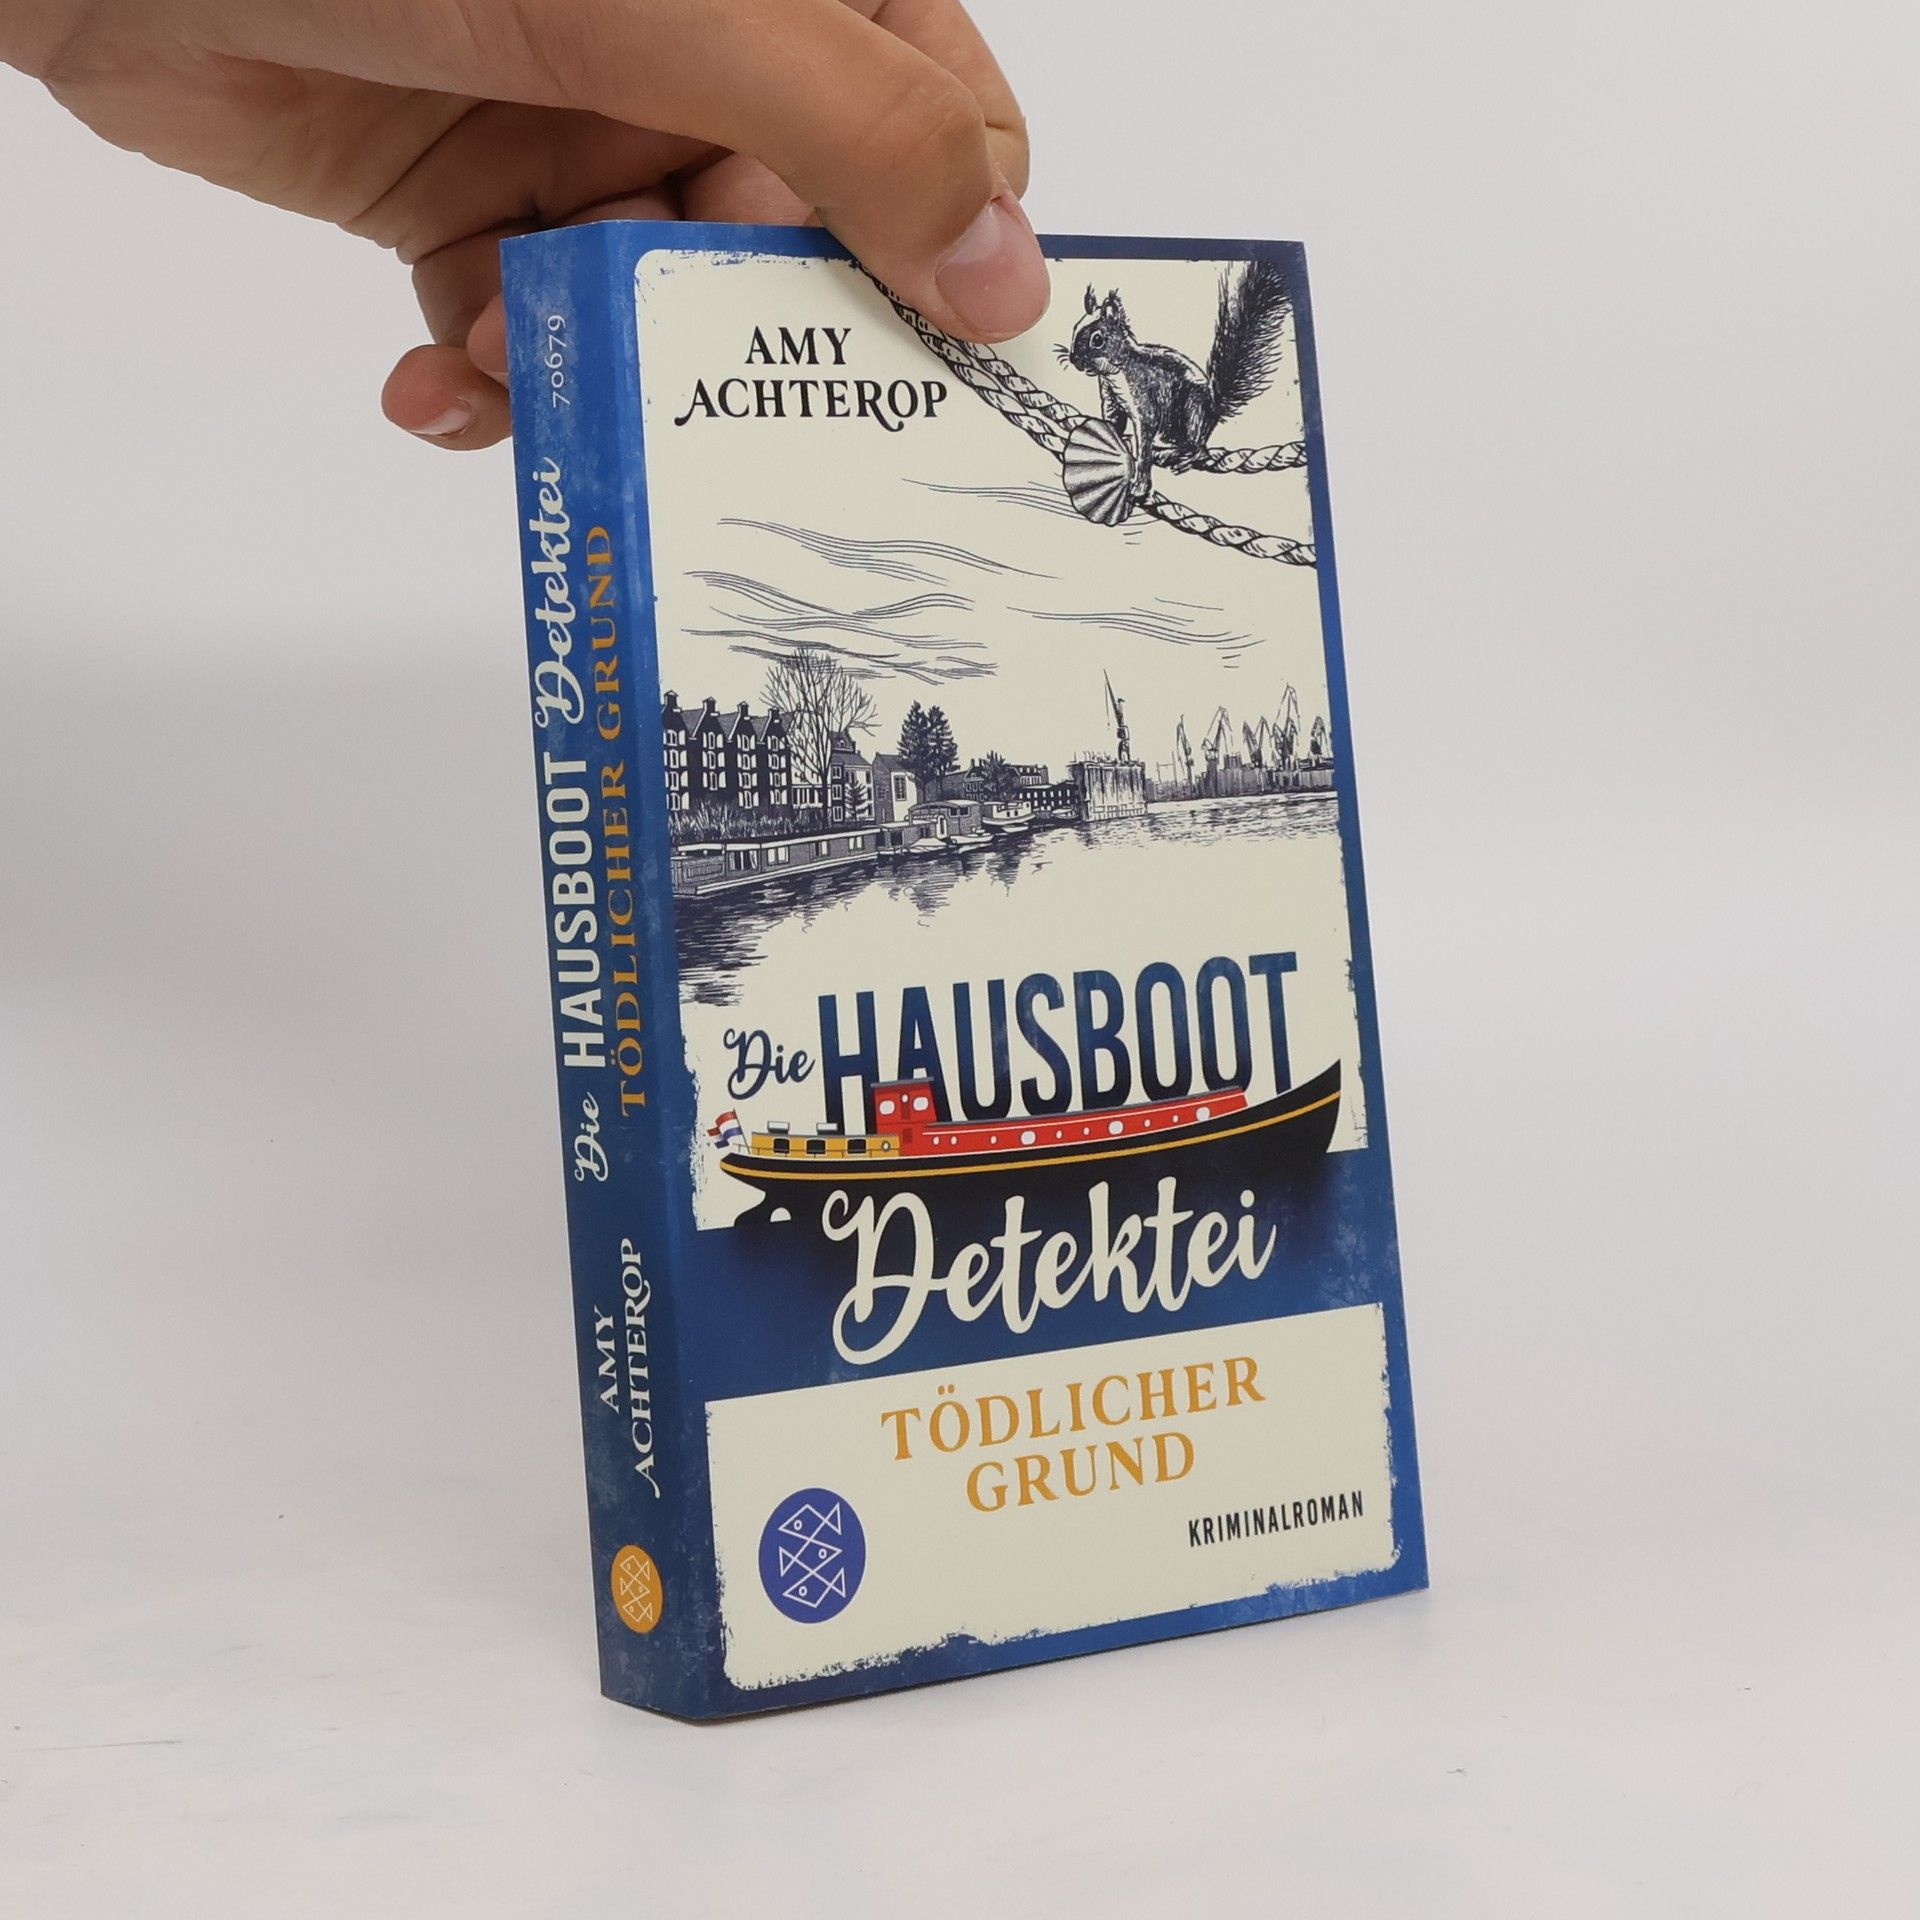 AMY
ACHTEROP
Die HAUSBOOT
Detektei
TÖDLICHER
GRUND
KRIMINALROMAN
AMY
ACHTEROP
Die HAUSBOOT Detektei
TÖDLICHER GRUND
70679